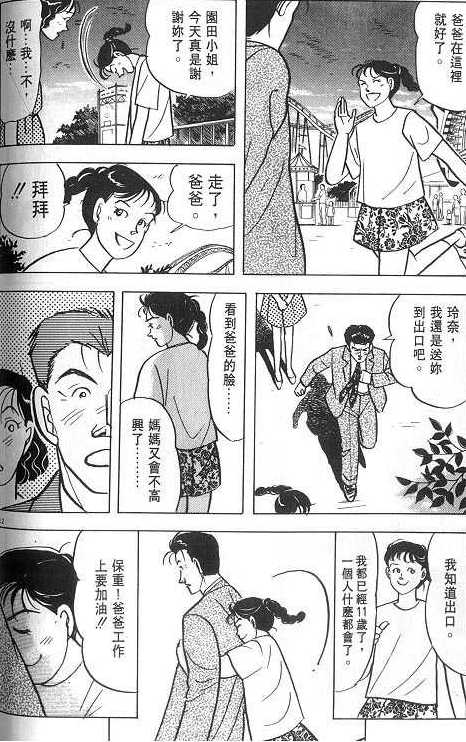 爸爸在這裡
就好了。
園田小姐，
今天真是謝
謝妳了。
啊…我…不，
沒什麼…
走了，
爸爸。
拜拜!!
玲奈，
我還是送妳
到出口吧。
看到爸爸的臉……
媽媽又會不高
興了………
我知道出口。
我都已經11歲了，
一個人什麼都會了。
保重！爸爸工作
上要加油!!